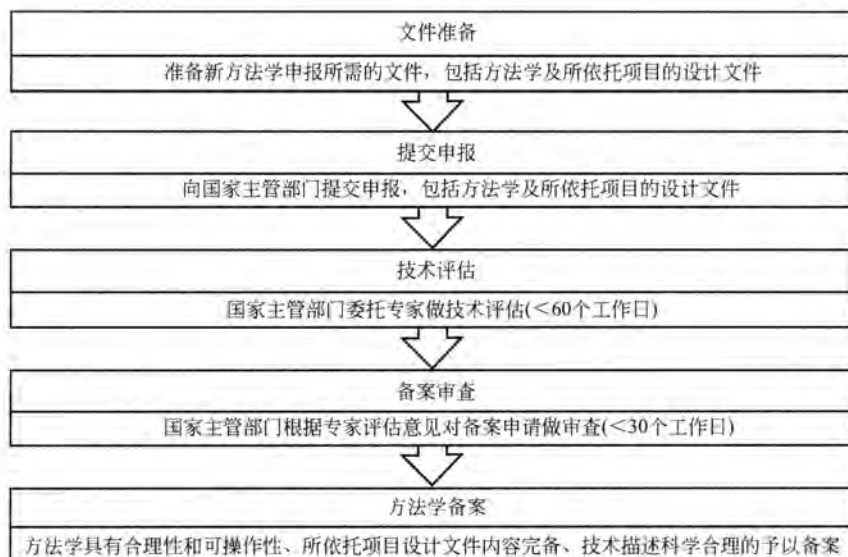 文件准备
准备新方法学申报所需的文件，包括方法学及所依托项目的设计文件
提交申报
向国家主管部门提交申报，包括方法学及所依托项目的设计文件
技术评估
国家主管部门委托专家做技术评估(＜60个工作日)
备案审查
国家主管部门根据专家评估意见对备案申请做审查(＜30个工作日)
方法学备案
方法学具有合理性和可操作性、所依托项目设计文件内容完备、技术描述科学合理的予以备案